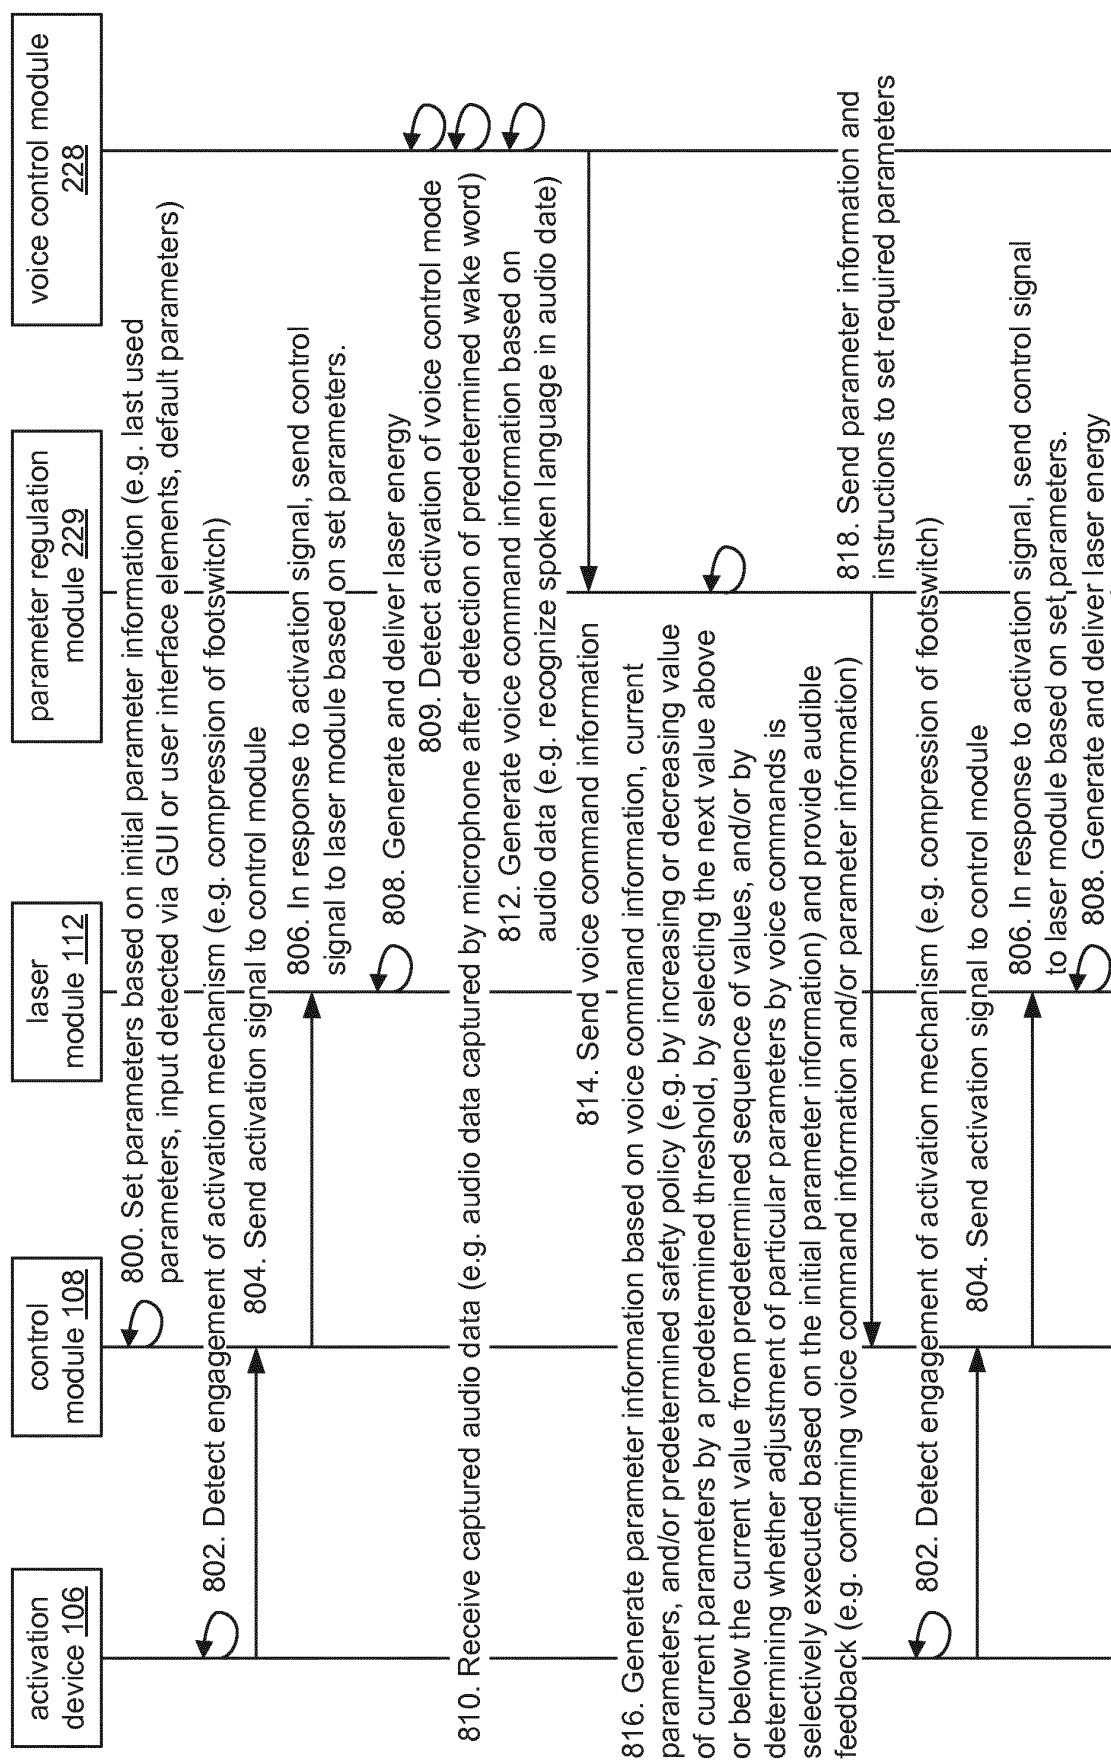 activation
device 106
control
module 108
laser
module 112
parameter regulation
module 229
voice control module
228
800. Set parameters based on initial parameter information (e.g. last used
parameters, input detected via GUI or user interface elements, default parameters)
802. Detect engagement of activation mechanism (e.g. compression of footswitch)
804. Send activation signal to control module
806. In response to activation signal, send control
signal to laser module based on set parameters.
808. Generate and deliver laser energy
809. Detect activation of voice control mode
810. Receive captured audio data (e.g. audio data captured by microphone after detection of predetermined wake word)
812. Generate voice command information based on
audio data (e.g. recognize spoken language in audio date)
814. Send voice command information
816. Generate parameter information based on voice command information, current
parameters, and/or predetermined safety policy (e.g. by increasing or decreasing value
of current parameters by a predetermined threshold, by selecting the next value above
or below the current value from predetermined sequence of values, and/or by
determining whether adjustment of particular parameters by voice commands is
selectively executed based on the initial parameter information) and provide audible
feedback (e.g. confirming voice command information and/or parameter information)
818. Send parameter information and
instructions to set required parameters
802. Detect engagement of activation mechanism (e.g. compression of footswitch)
804. Send activation signal to control module
806. In response to activation signal, send control signal
to laser module based on set parameters.
808. Generate and deliver laser energy